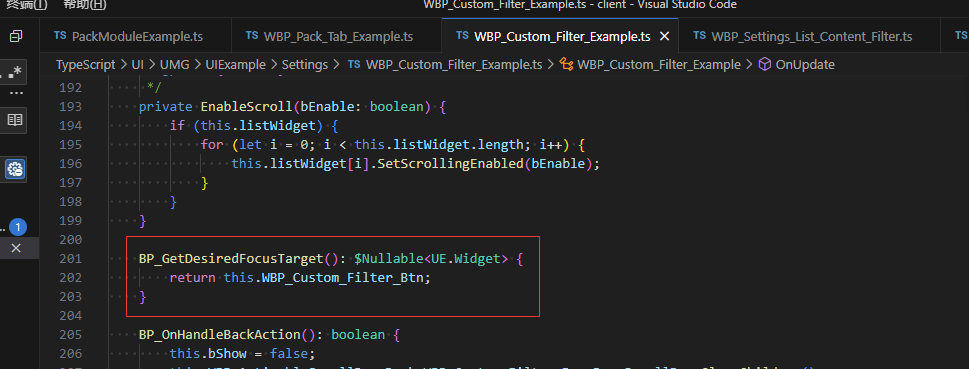 终端(T) 帮助(H) WBP_Custom_Filter_Example.ts - client - Visual Studio Code
TS PackModuleExample.ts TS WBP_Pack_Tab_Example.ts TS WBP_Custom_Filter_Example.ts × TS WBP_Settings_List_Content_Filter.ts TS
TypeScript > UI > UMG > UIExample > Settings > TS WBP_Custom_Filter_Example.ts > WBP_Custom_Filter_Example > OnUpdate
192 */
193 private EnableScroll(bEnable: boolean) {
194 if (this.listWidget) {
195 for (let i = 0; i < this.listWidget.length; i++) {
196 this.listWidget[i].SetScrollingEnabled(bEnable);
197 }
198 }
199 }
200
201 BP_GetDesiredFocusTarget(): $Nullable<UE.Widget> {
202 return this.WBP_Custom_Filter_Btn;
203 }
204
205 BP_OnHandleBackAction(): boolean {
206 this.bShow = false;
1